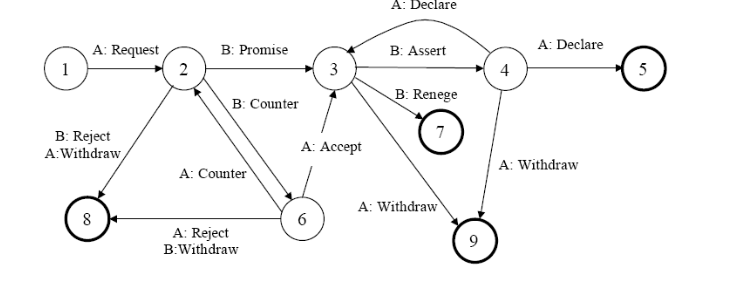 A: Declare
A: Request
B: Promise
B: Assert
A: Declare
1
2
3
4
5
B: Counter
B: Renege
7
B: Reject
A:Withdraw
A: Accept
A: Counter
A: Withdraw
A: Withdraw
8
6
9
A: Reject
B:Withdraw